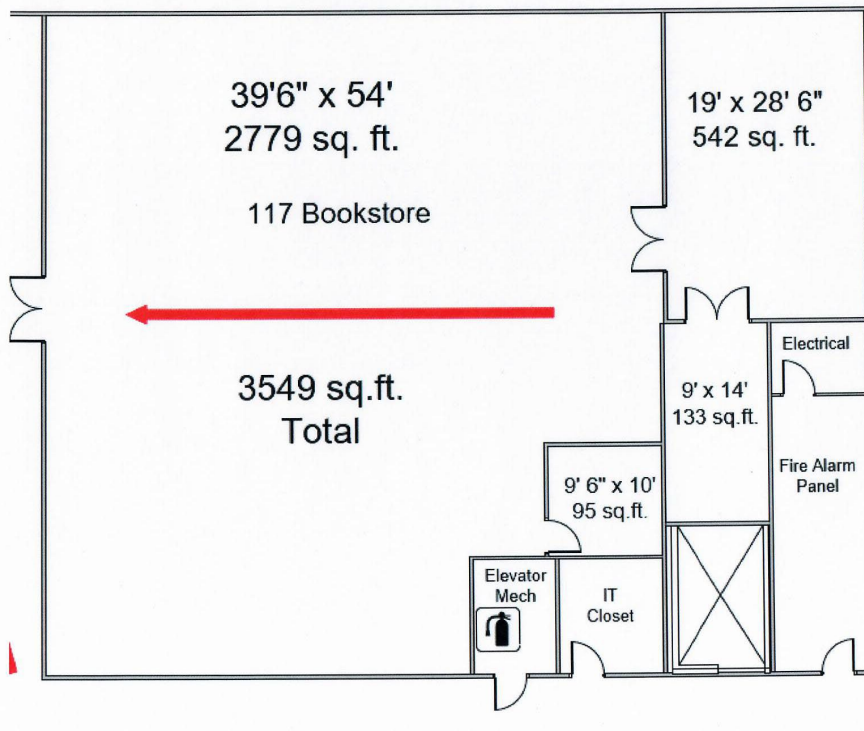 39'6" x 54'
2779 sq. ft.
117 Bookstore
3549 sq.ft.
Total
19' x 28' 6"
542 sq. ft.
Electrical
9' x 14'
133 sq.ft.
Fire Alarm
Panel
9' 6" x 10'
95 sq.ft.
Elevator
Mech
IT
Closet